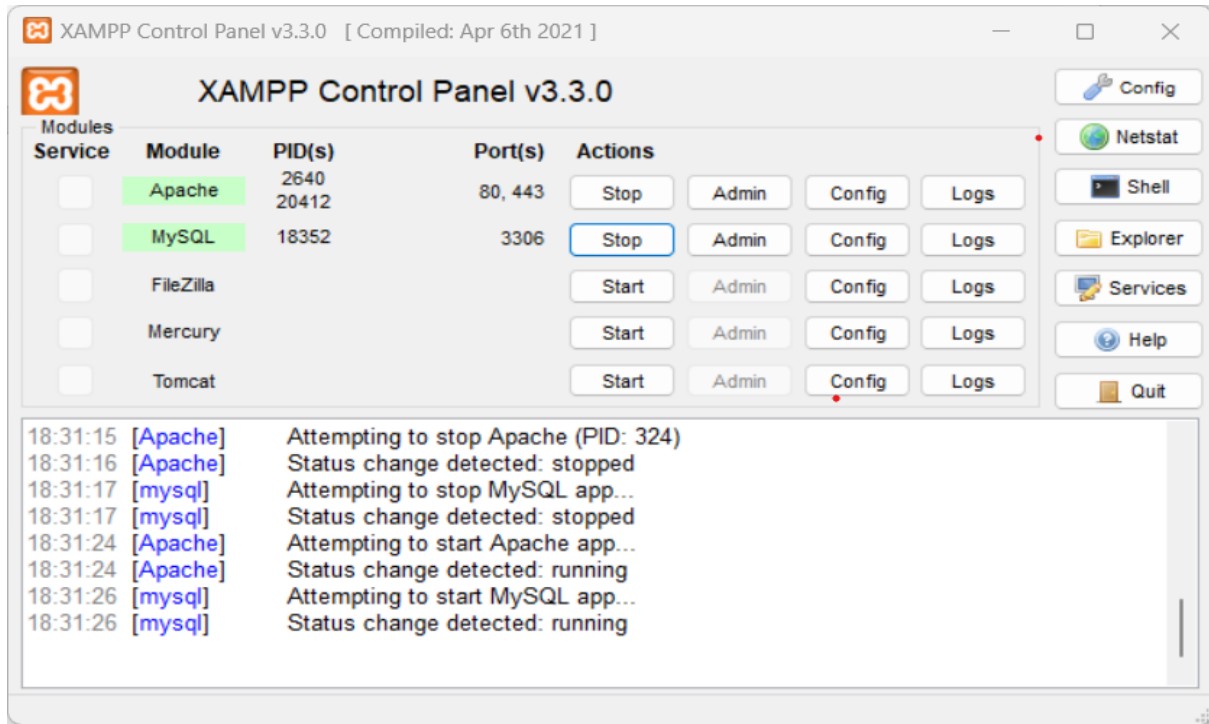 XAMPP Control Panel v3.3.0 [ Compiled: Apr 6th 2021 ]
XAMPP Control Panel v3.3.0
Config
Modules
Netstat
Service Module PID(s) Port(s) Actions
Apache 2640 80, 443 Stop Admin Config Logs
20412
Shell
MySQL 18352 3306 Stop Admin Config Logs
Explorer
FileZilla Start Admin Config Logs
Services
Mercury Start Admin Config Logs
Help
Tomcat Start Admin Config Logs
Quit
18:31:15 [Apache] Attempting to stop Apache (PID: 324)
18:31:16 [Apache] Status change detected: stopped
18:31:17 [mysql] Attempting to stop MySQL app...
18:31:17 [mysql] Status change detected: stopped
18:31:24 [Apache] Attempting to start Apache app...
18:31:24 [Apache] Status change detected: running
18:31:26 [mysql] Attempting to start MySQL app...
18:31:26 [mysql] Status change detected: running